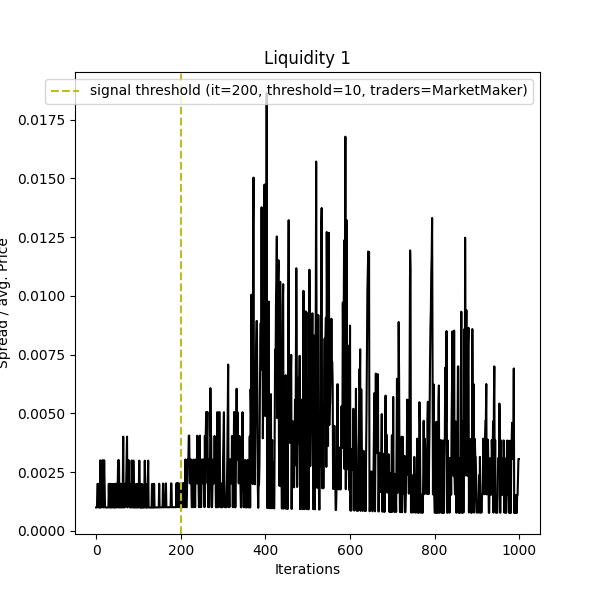 Liquidity 1
signal threshold (it=200, threshold=10, traders=MarketMaker)
Spread / avg. Price
0.0175
0.0150
0.0125
0.0100
0.0075
0.0050
0.0025
0.0000
0 200 400 600 800 1000
Iterations